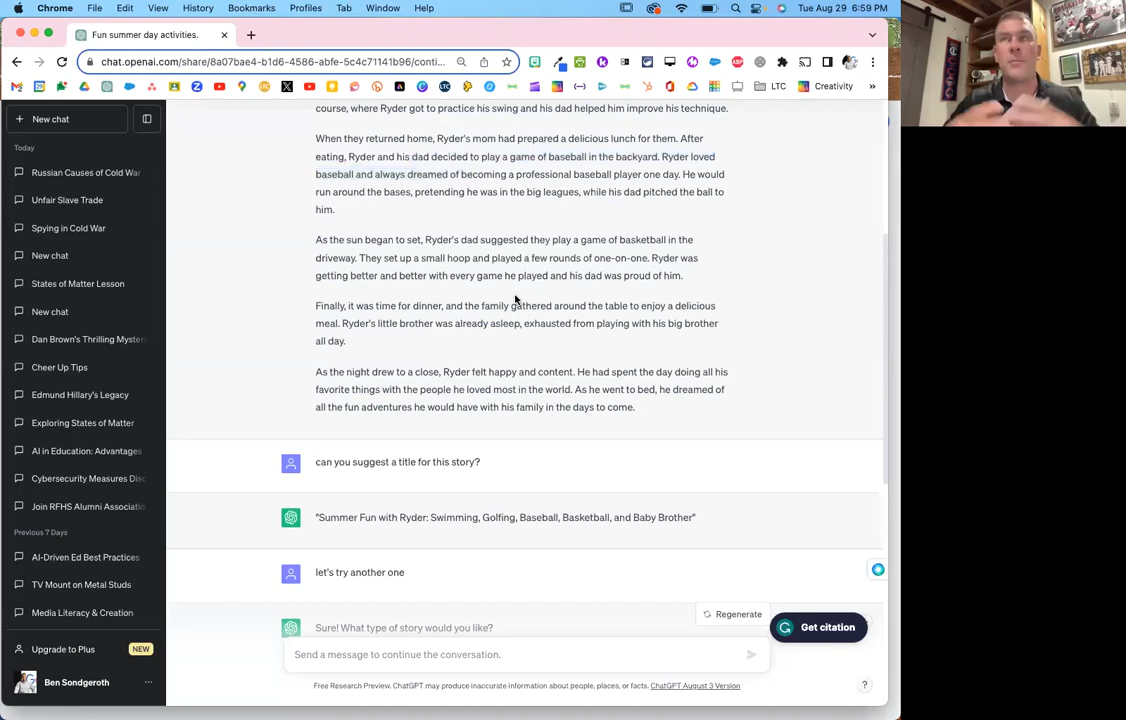 Chrome File Edit View History Bookmarks Profiles Tab Window Help Tue Aug 29 6:59 PM
Fun summer day activities.
chat.openai.com/share/8a07bae4-b1d6-4586-abfe-5c4c71141b96/conti...
LTC Creativity
New chat
Today
Russian Causes of Cold War
Unfair Slave Trade
Spying in Cold War
New chat
States of Matter Lesson
New chat
Dan Brown's Thrilling Myster
Cheer Up Tips
Edmund Hillary's Legacy
Exploring States of Matter
AI in Education: Advantages
Cybersecurity Measures Disc
Join RFHS Alumni Associatio
Previous 7 Days
AI-Driven Ed Best Practices
TV Mount on Metal Studs
Media Literacy & Creation
Upgrade to Plus NEW
Ben Sondgeroth
course, where Ryder got to practice his swing and his dad helped him improve his technique.
When they returned home, Ryder's mom had prepared a delicious lunch for them. After
eating, Ryder and his dad decided to play a game of baseball in the backyard. Ryder loved
baseball and always dreamed of becoming a professional baseball player one day. He would
run around the bases, pretending he was in the big leagues, while his dad pitched the ball to
him.
As the sun began to set, Ryder's dad suggested they play a game of basketball in the
driveway. They set up a small hoop and played a few rounds of one-on-one. Ryder was
getting better and better with every game he played and his dad was proud of him.
Finally, it was time for dinner, and the family gathered around the table to enjoy a delicious
meal. Ryder's little brother was already asleep, exhausted from playing with his big brother
all day.
As the night drew to a close, Ryder felt happy and content. He had spent the day doing all his
favorite things with the people he loved most in the world. As he went to bed, he dreamed of
all the fun adventures he would have with his family in the days to come.
can you suggest a title for this story?
"Summer Fun with Ryder: Swimming, Golfing, Baseball, Basketball, and Baby Brother"
let's try another one
Regenerate
Sure! What type of story would you like?
Get citation
Send a message to continue the conversation.
Free Research Preview. ChatGPT may produce inaccurate information about people, places, or facts. ChatGPT August 3 Version
?